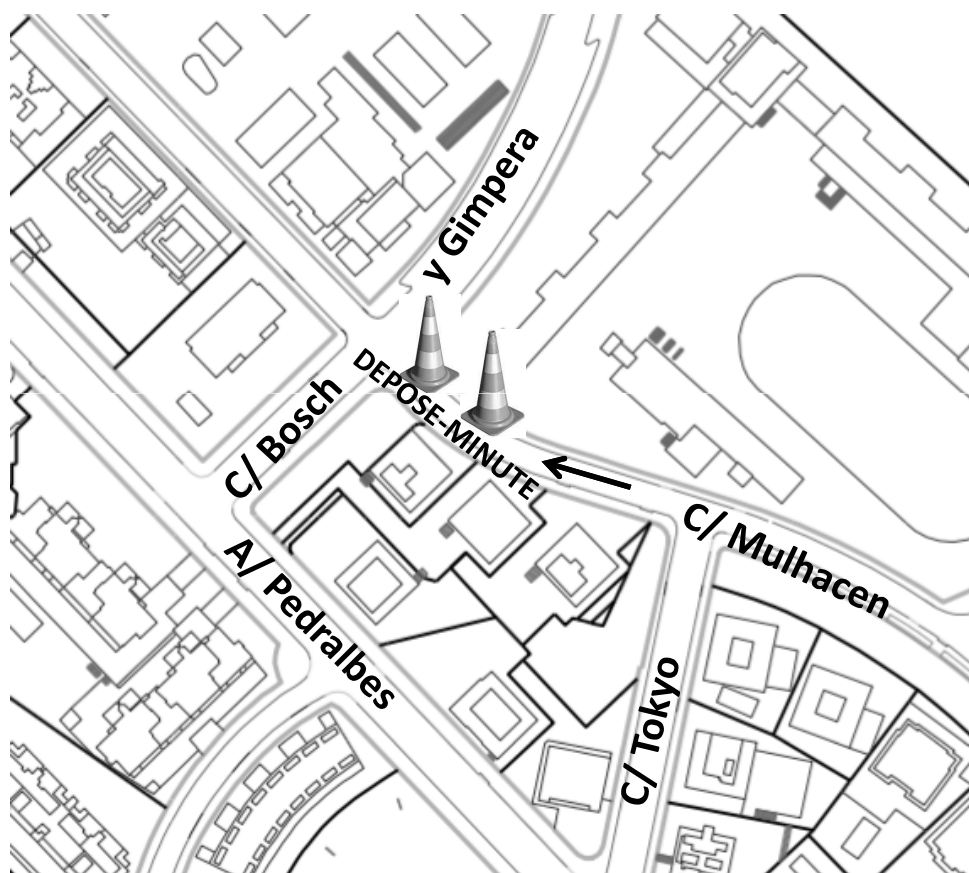 y Gimpera
DEPOSE-MINUTE
C/ Bosch
C/ Mulhacen
A/ Pedralbes
C/ Tokyo